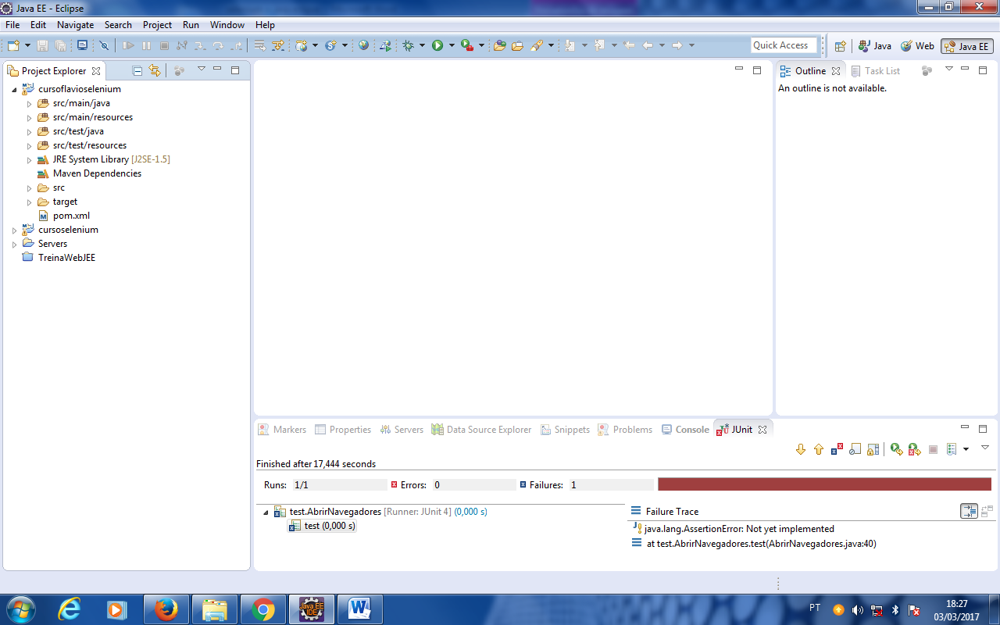 Java EE - Eclipse
File Edit Navigate Search Project Run Window Help
Quick Access Java Web Java EE
Project Explorer
cursoflavioselenium
src/main/java
src/main/resources
src/test/java
src/test/resources
JRE System Library [J2SE-1.5]
Maven Dependencies
src
target
pom.xml
cursoselenium
Servers
TreinaWebJEE
Outline Task List
An outline is not available.
Markers Properties Servers Data Source Explorer Snippets Problems Console JUnit
Finished after 17,444 seconds
Runs: 1/1 Errors: 0 Failures: 1
test.AbrirNavegadores [Runner: JUnit 4] (0,000 s)
test (0,000 s)
Failure Trace
java.lang.AssertionError: Not yet implemented
at test.AbrirNavegadores.test(AbrirNavegadores.java:40)
Java EE
IDE
W
PT
18:27
03/03/2017